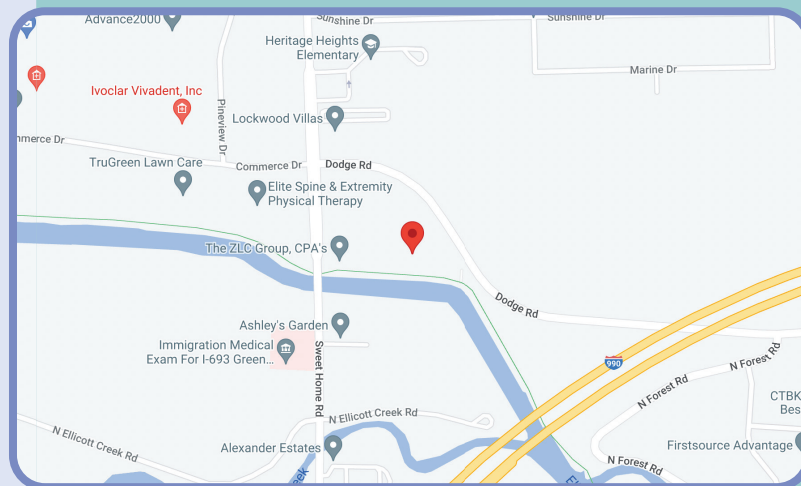 Advance2000
Sunshine Dr
Sunshine Dr
Heritage Heights
Elementary
Marine Dr
Ivoclar Vivadent, Inc
Pineview Dr
Lockwood Villas
mmerce Dr
TruGreen Lawn Care
Commerce Dr
Dodge Rd
Elite Spine & Extremity
Physical Therapy
The ZLC Group, CPA's
Dodge Rd
Ashley's Garden
Immigration Medical
Exam For I-693 Green...
Sweet Home Rd
990
N Forest Rd
N Forest Rd
CTBK
Bes
N Ellicott Creek Rd
N Ellicott Creek Rd
Alexander Estates
Firstsource Advantage
N Forest Rd
eek